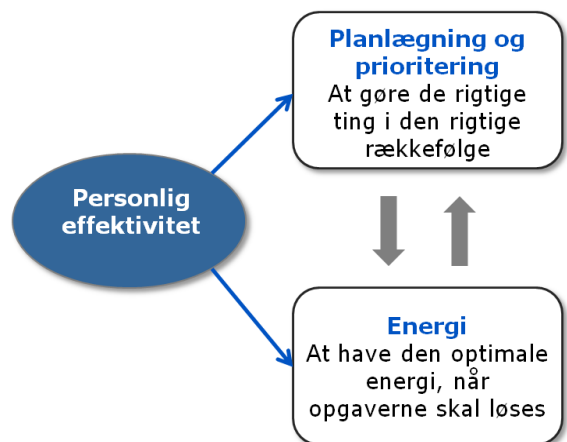 Planlægning og
prioritering
At gøre de rigtige
ting i den rigtige
rækkefølge
Personlig
effektivitet
Energi
At have den optimale
energi, når
opgaverne skal løses